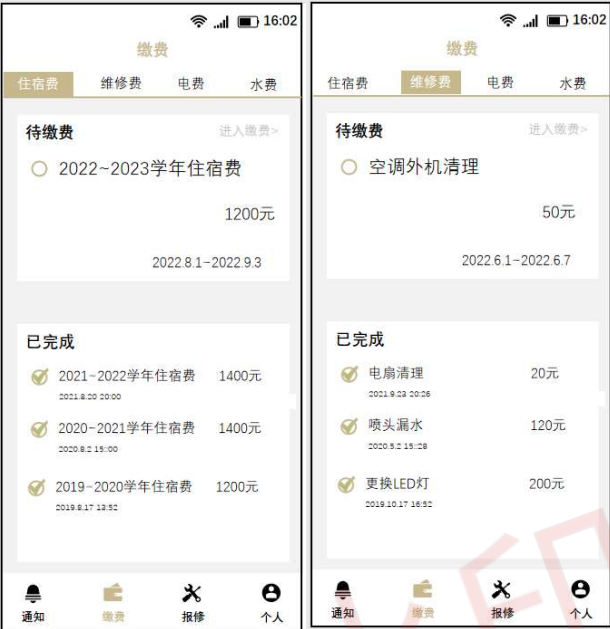 16:02
缴费
住宿费 维修费 电费 水费
待缴费 进入缴费>
2022~2023学年住宿费
1200元
2022.8.1-2022.9.3
已完成
2021-2022学年住宿费 1400元
2021.8.20 20:00
2020-2021学年住宿费 1400元
2020.8.2 15:00
2019-2020学年住宿费 1200元
2019.8.17 13:52
通知 缴费 报修 个人
16:02
缴费
住宿费 维修费 电费 水费
待缴费 进入缴费>
空调外机清理
50元
2022.6.1-2022.6.7
已完成
电扇清理 20元
2021.9.23 20:26
喷头漏水 120元
2020.5.2 15:28
更换LED灯 200元
2019.10.17 16:52
通知 缴费 报修 个人